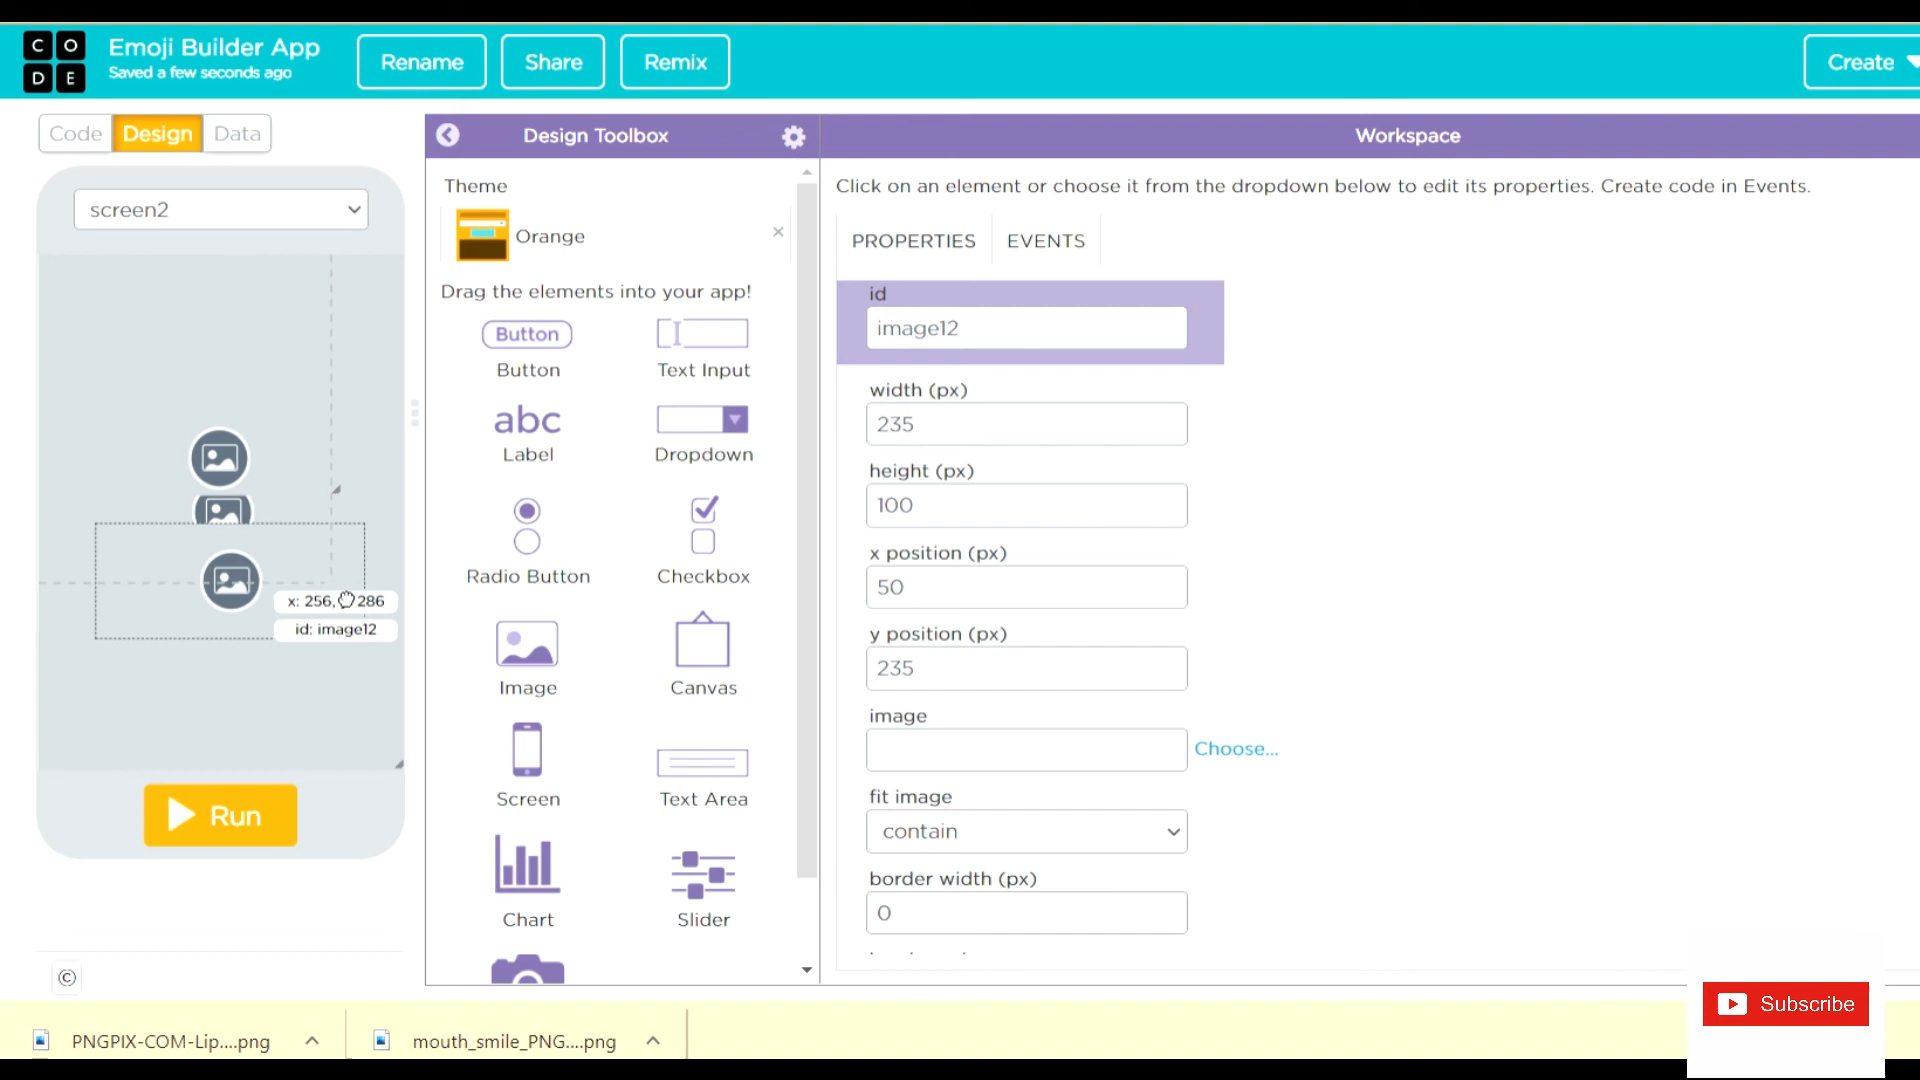 CODE
Emoji Builder App
Saved a few seconds ago
Rename
Share
Remix
Create
Code
Design
Data
screen2
x: 256, 286
id: image12
Run
©
Design Toolbox
Theme
Orange
×
Drag the elements into your app!
Button
Button
Text Input
abc
Label
Dropdown
Radio Button
Checkbox
Image
Canvas
Screen
Text Area
Chart
Slider
Workspace
Click on an element or choose it from the dropdown below to edit its properties. Create code in Events.
PROPERTIES
EVENTS
id
image12
width (px)
235
height (px)
100
x position (px)
50
y position (px)
235
image
Choose...
fit image
contain
border width (px)
0
PNGPIX-COM-Lip....png
mouth_smile_PNG....png
Subscribe